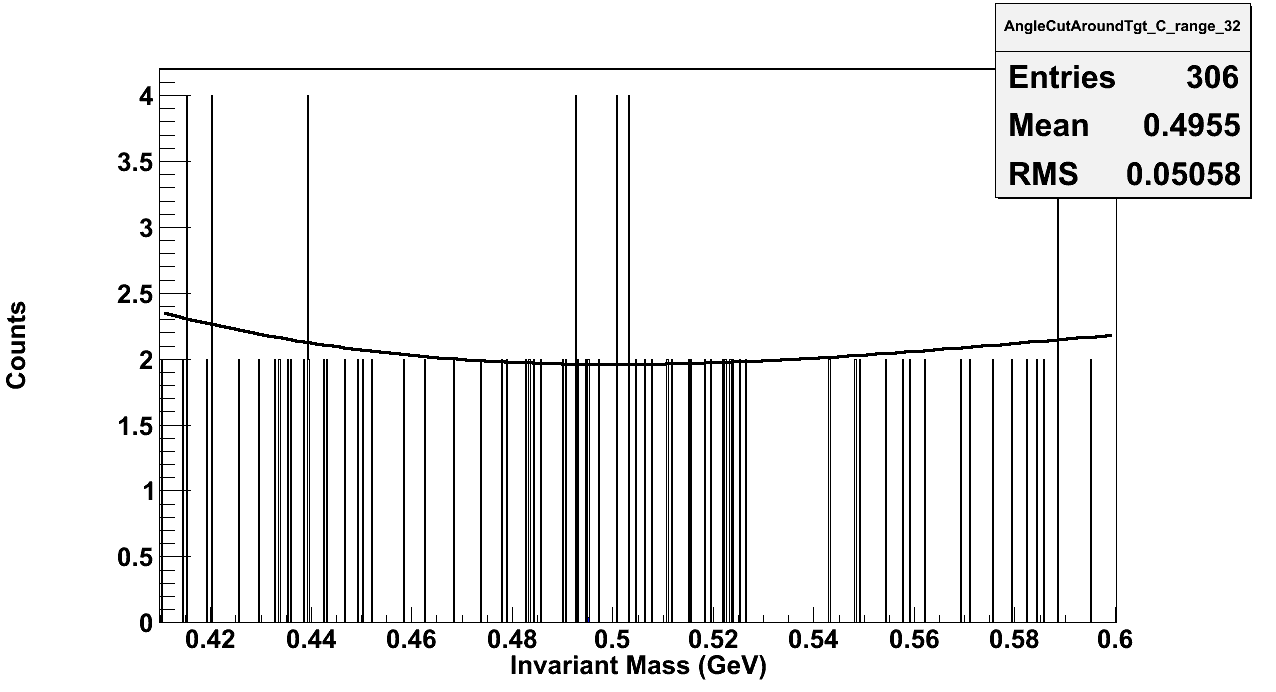 AngleCutAroundTgt_C_range_32
Entries 306
Mean 0.4955
RMS 0.05058
Counts
4
3.5
3
2.5
2
1.5
1
0.5
0
0.42 0.44 0.46 0.48 0.5 0.52 0.54 0.56 0.58 0.6
Invariant Mass (GeV)